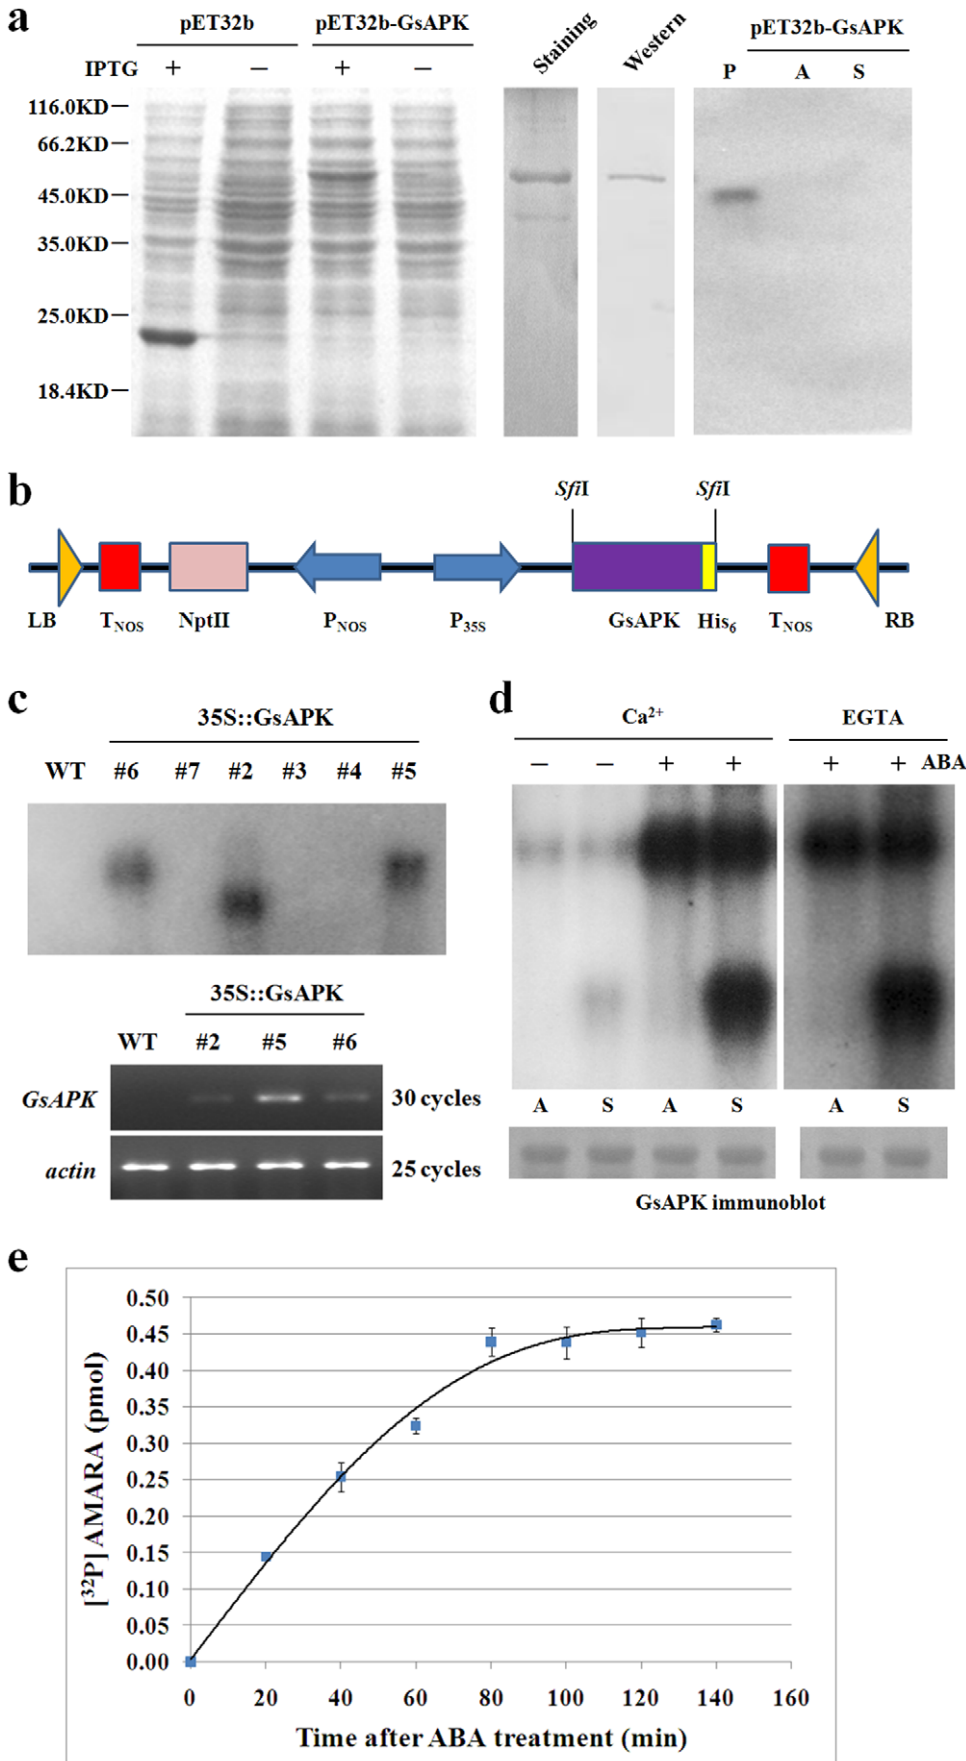 a
pET32b pET32b-GsAPK Staining Western pET32b-GsAPK
IPTG + − + − P A S
116.0KD
66.2KD
45.0KD
35.0KD
25.0KD
18.4KD
b
SfiI SfiI
LB TNOS NptII PNOS P35S GsAPK His6 TNOS RB
c
35S::GsAPK
WT #6 #7 #2 #3 #4 #5
35S::GsAPK
WT #2 #5 #6
GsAPK 30 cycles
actin 25 cycles
d
Ca²⁺ EGTA
− − + + + + ABA
A S A S A S
GsAPK immunoblot
e
[³²P] AMARA (pmol)
0.50
0.45
0.40
0.35
0.30
0.25
0.20
0.15
0.10
0.05
0.00
0 20 40 60 80 100 120 140 160
Time after ABA treatment (min)